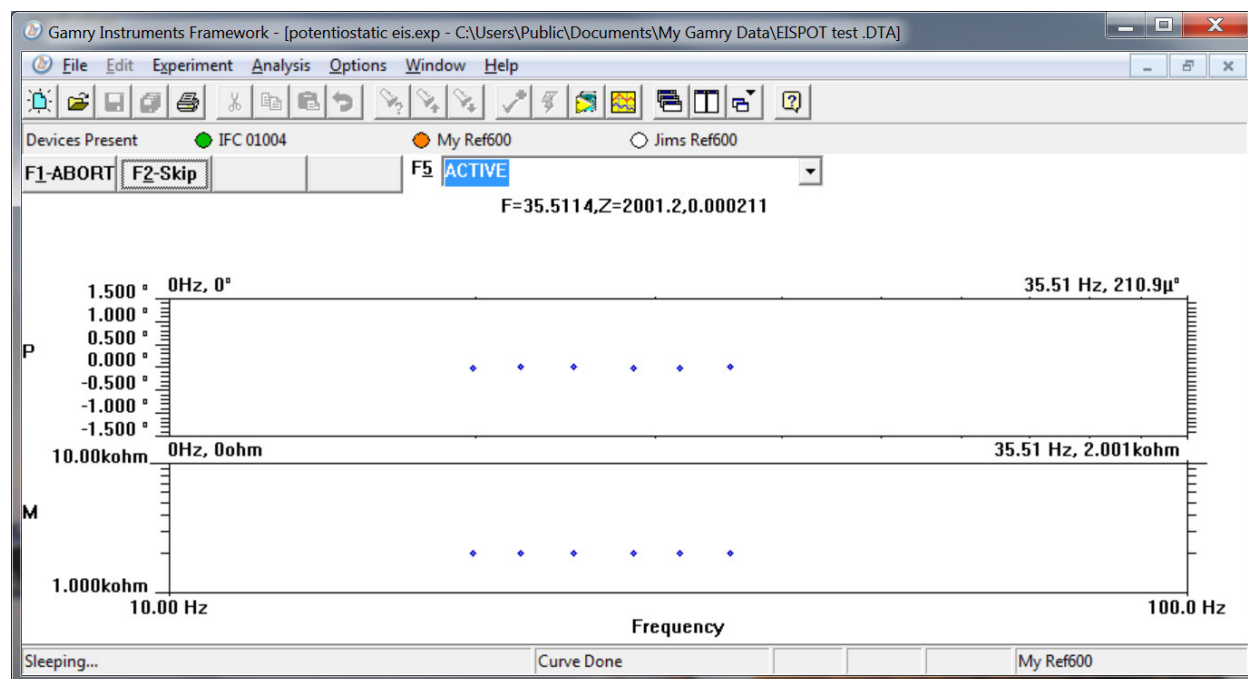 Gamry Instruments Framework - [potentiostatic eis.exp - C:\Users\Public\Documents\My Gamry Data\EISPOT test .DTA]
File Edit Experiment Analysis Options Window Help
Devices Present IFC 01004 My Ref600 Jims Ref600
F1-ABORT F2-Skip F5 ACTIVE
F=35.5114,Z=2001.2,0.000211
0Hz, 0° 35.51 Hz, 210.9µ°
1.500 °
1.000 °
0.500 °
P
0.000 °
-0.500 °
-1.000 °
-1.500 °
0Hz, 0ohm 35.51 Hz, 2.001kohm
10.00kohm
M
1.000kohm
10.00 Hz 100.0 Hz
Frequency
Sleeping... Curve Done My Ref600